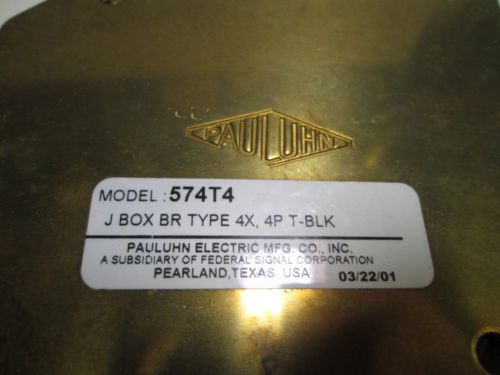 PAULUHN
MODEL : 574T4
J BOX BR TYPE 4X, 4P T-BLK
PAULUHN ELECTRIC MFG. CO., INC.
A SUBSIDIARY OF FEDERAL SIGNAL CORPORATION
PEARLAND, TEXAS USA 03/22/01